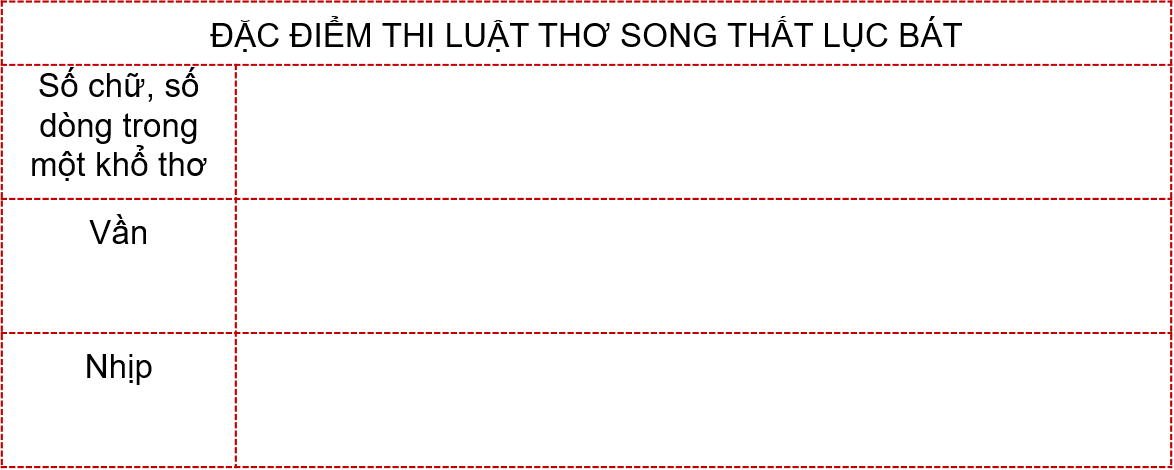 ĐẶC ĐIỂM THI LUẬT THƠ SONG THẤT LỤC BÁT
Số chữ, số
dòng trong
một khổ thơ
Vần
Nhịp